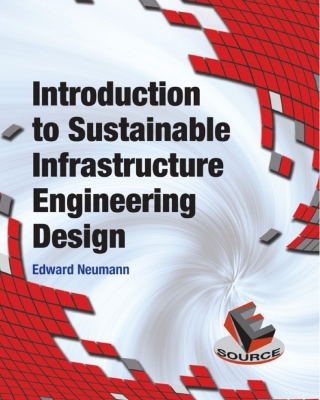 Introduction
to Sustainable
Infrastructure
Engineering
Design
Edward Neumann
E
SOURCE